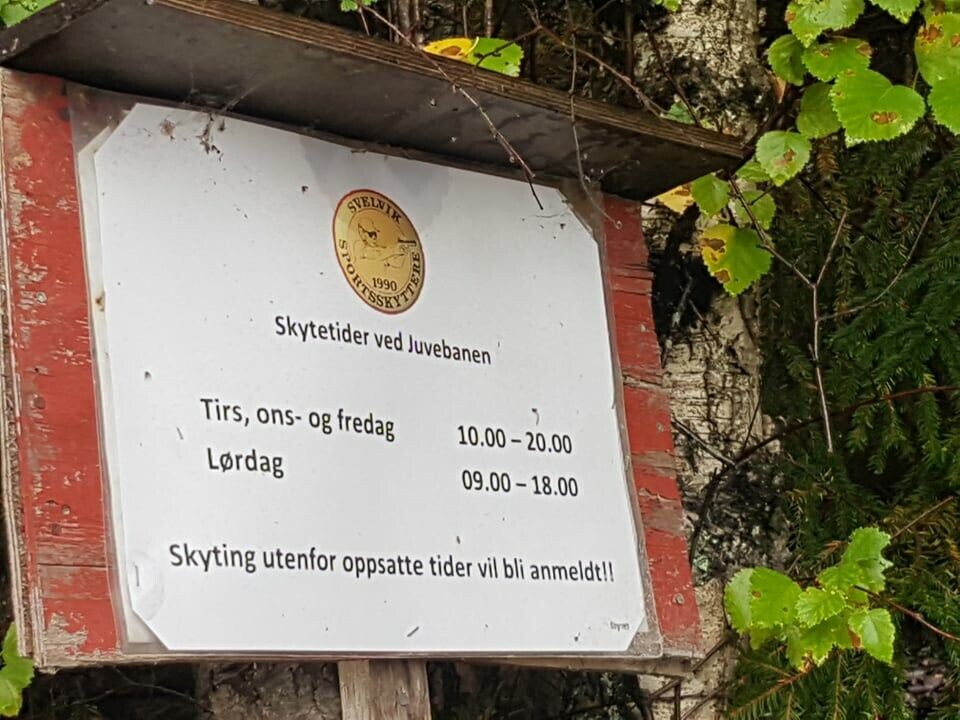 SVELVIK
SPORTSSKYTTERE
1990
Skytetider ved Juvebanen
Tirs, ons- og fredag 10.00 – 20.00
Lørdag 09.00 – 18.00
Skyting utenfor oppsatte tider vil bli anmeldt!!
Styret